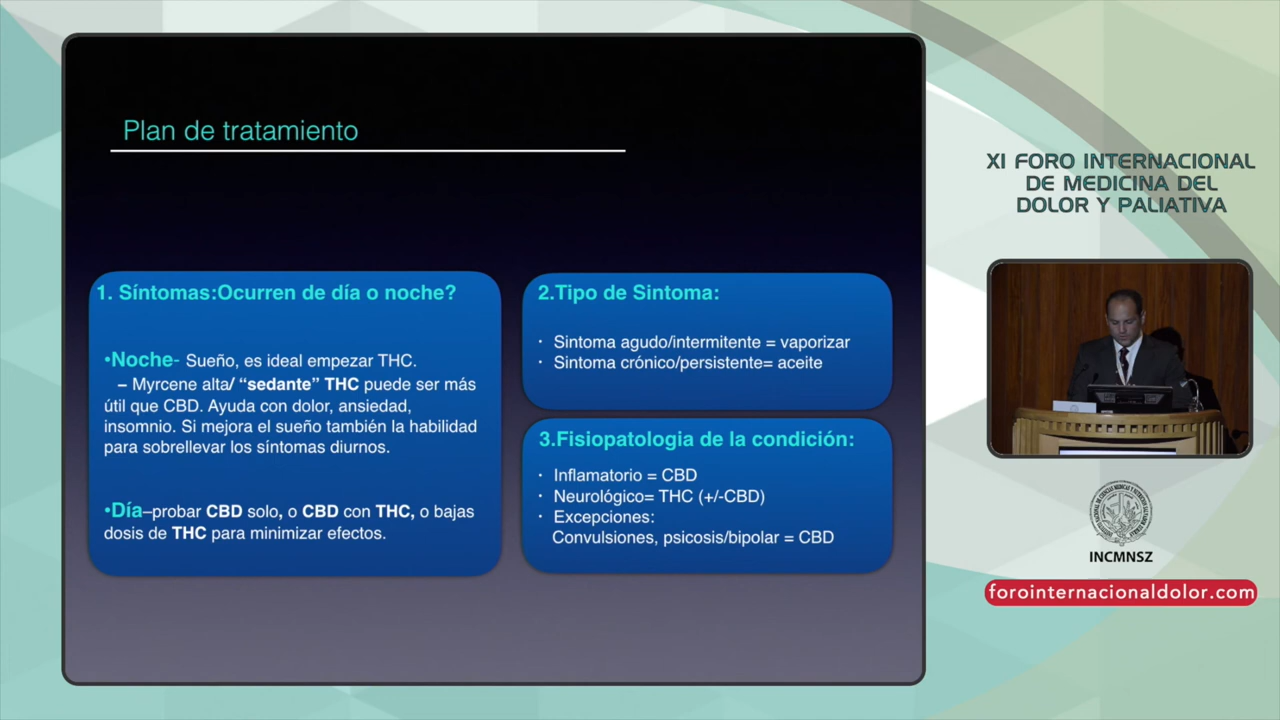 Plan de tratamiento
1. Síntomas:Ocurren de día o noche?
•Noche- Sueño, es ideal empezar THC.
– Myrcene alta/ “sedante” THC puede ser más
útil que CBD. Ayuda con dolor, ansiedad,
insomnio. Si mejora el sueño también la habilidad
para sobrellevar los síntomas diurnos.
•Día–probar CBD solo, o CBD con THC, o bajas
dosis de THC para minimizar efectos.
2.Tipo de Sintoma:
· Sintoma agudo/intermitente = vaporizar
· Sintoma crónico/persistente= aceite
3.Fisiopatologia de la condición:
· Inflamatorio = CBD
· Neurológico= THC (+/-CBD)
· Excepciones:
Convulsiones, psicosis/bipolar = CBD
XI FORO INTERNACIONAL
DE MEDICINA DEL
DOLOR Y PALIATIVA
INCMNSZ
forointernacionaldolor.com